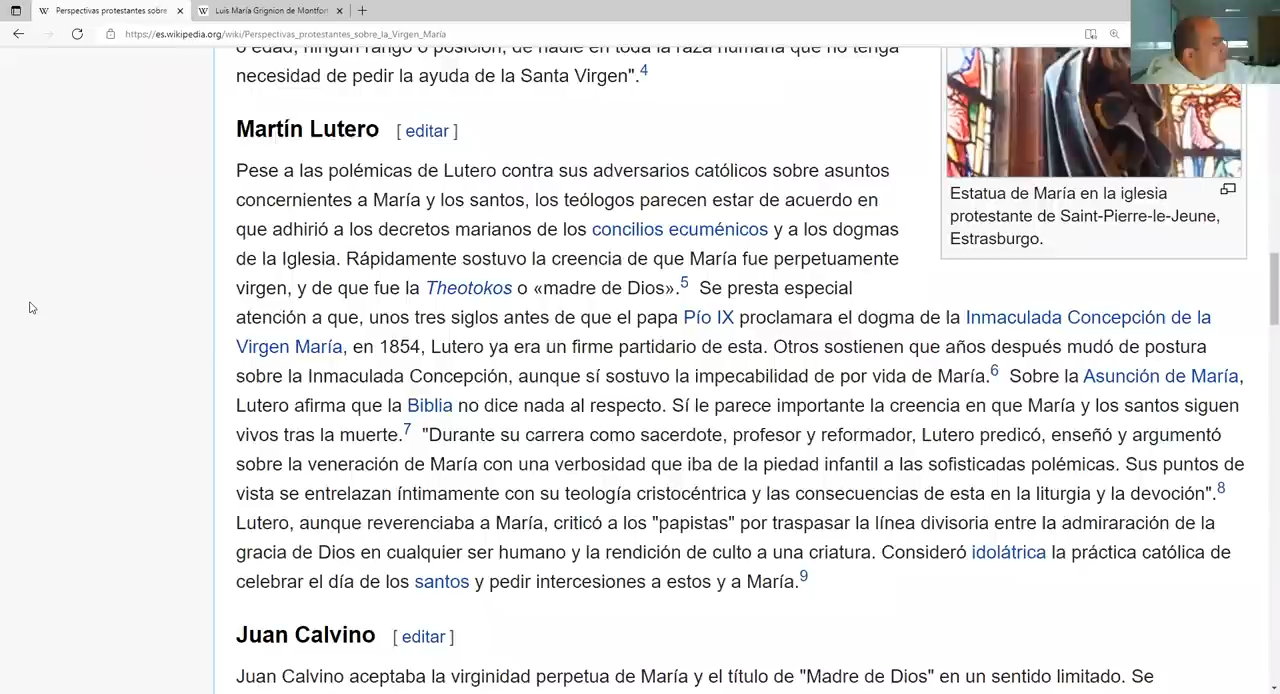 Perspectivas protestantes sobre
Luis María Grignion de Montfor
https://es.wikipedia.org/wiki/Perspectivas_protestantes_sobre_la_Virgen_María
o edad, ningún rango o posición, de nadie en toda la raza humana que no tenga
necesidad de pedir la ayuda de la Santa Virgen".4
Martín Lutero [ editar ]
Pese a las polémicas de Lutero contra sus adversarios católicos sobre asuntos
concernientes a María y los santos, los teólogos parecen estar de acuerdo en
que adhirió a los decretos marianos de los concilios ecuménicos y a los dogmas
de la Iglesia. Rápidamente sostuvo la creencia de que María fue perpetuamente
virgen, y de que fue la Theotokos o «madre de Dios».5 Se presta especial
atención a que, unos tres siglos antes de que el papa Pío IX proclamara el dogma de la Inmaculada Concepción de la
Virgen María, en 1854, Lutero ya era un firme partidario de esta. Otros sostienen que años después mudó de postura
sobre la Inmaculada Concepción, aunque sí sostuvo la impecabilidad de por vida de María.6 Sobre la Asunción de María,
Lutero afirma que la Biblia no dice nada al respecto. Sí le parece importante la creencia en que María y los santos siguen
vivos tras la muerte.7 "Durante su carrera como sacerdote, profesor y reformador, Lutero predicó, enseñó y argumentó
sobre la veneración de María con una verbosidad que iba de la piedad infantil a las sofisticadas polémicas. Sus puntos de
vista se entrelazan íntimamente con su teología cristocéntrica y las consecuencias de esta en la liturgia y la devoción".8
Lutero, aunque reverenciaba a María, criticó a los "papistas" por traspasar la línea divisoria entre la admiraración de la
gracia de Dios en cualquier ser humano y la rendición de culto a una criatura. Consideró idolátrica la práctica católica de
celebrar el día de los santos y pedir intercesiones a estos y a María.9
Estatua de María en la iglesia
protestante de Saint-Pierre-le-Jeune,
Estrasburgo.
Juan Calvino [ editar ]
Juan Calvino aceptaba la virginidad perpetua de María y el título de "Madre de Dios" en un sentido limitado. Se